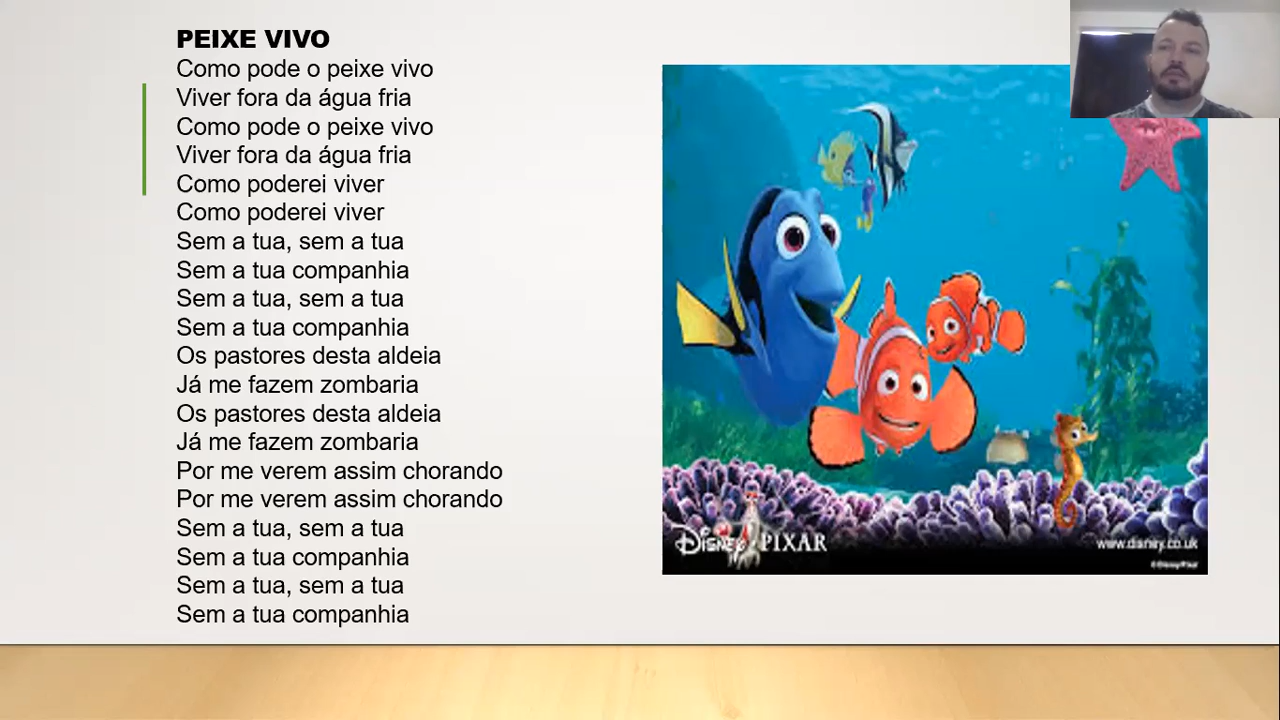 PEIXE VIVO
Como pode o peixe vivo
Viver fora da água fria
Como pode o peixe vivo
Viver fora da água fria
Como poderei viver
Como poderei viver
Sem a tua, sem a tua
Sem a tua companhia
Sem a tua, sem a tua
Sem a tua companhia
Os pastores desta aldeia
Já me fazem zombaria
Os pastores desta aldeia
Já me fazem zombaria
Por me verem assim chorando
Por me verem assim chorando
Sem a tua, sem a tua
Sem a tua companhia
Sem a tua, sem a tua
Sem a tua companhia
Disney PIXAR
www.disney.co.uk
©Disney/Pixar